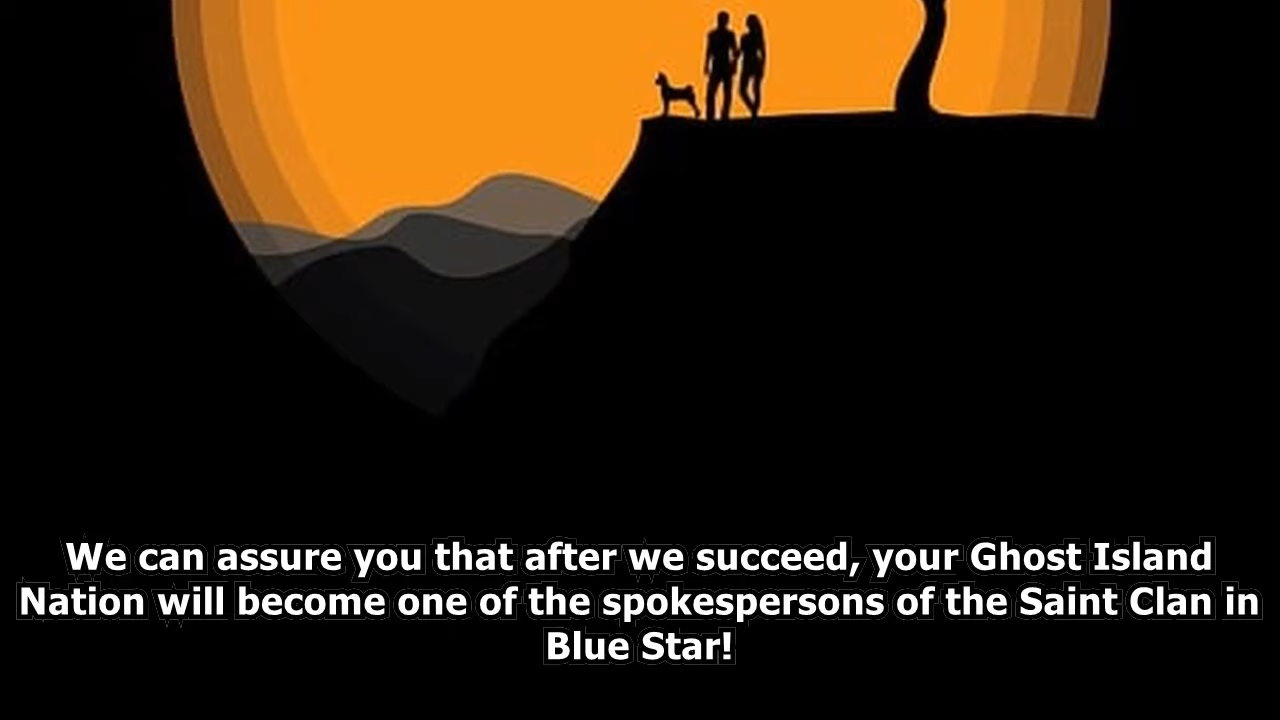 We can assure you that after we succeed, your Ghost Island
Nation will become one of the spokespersons of the Saint Clan in
Blue Star!